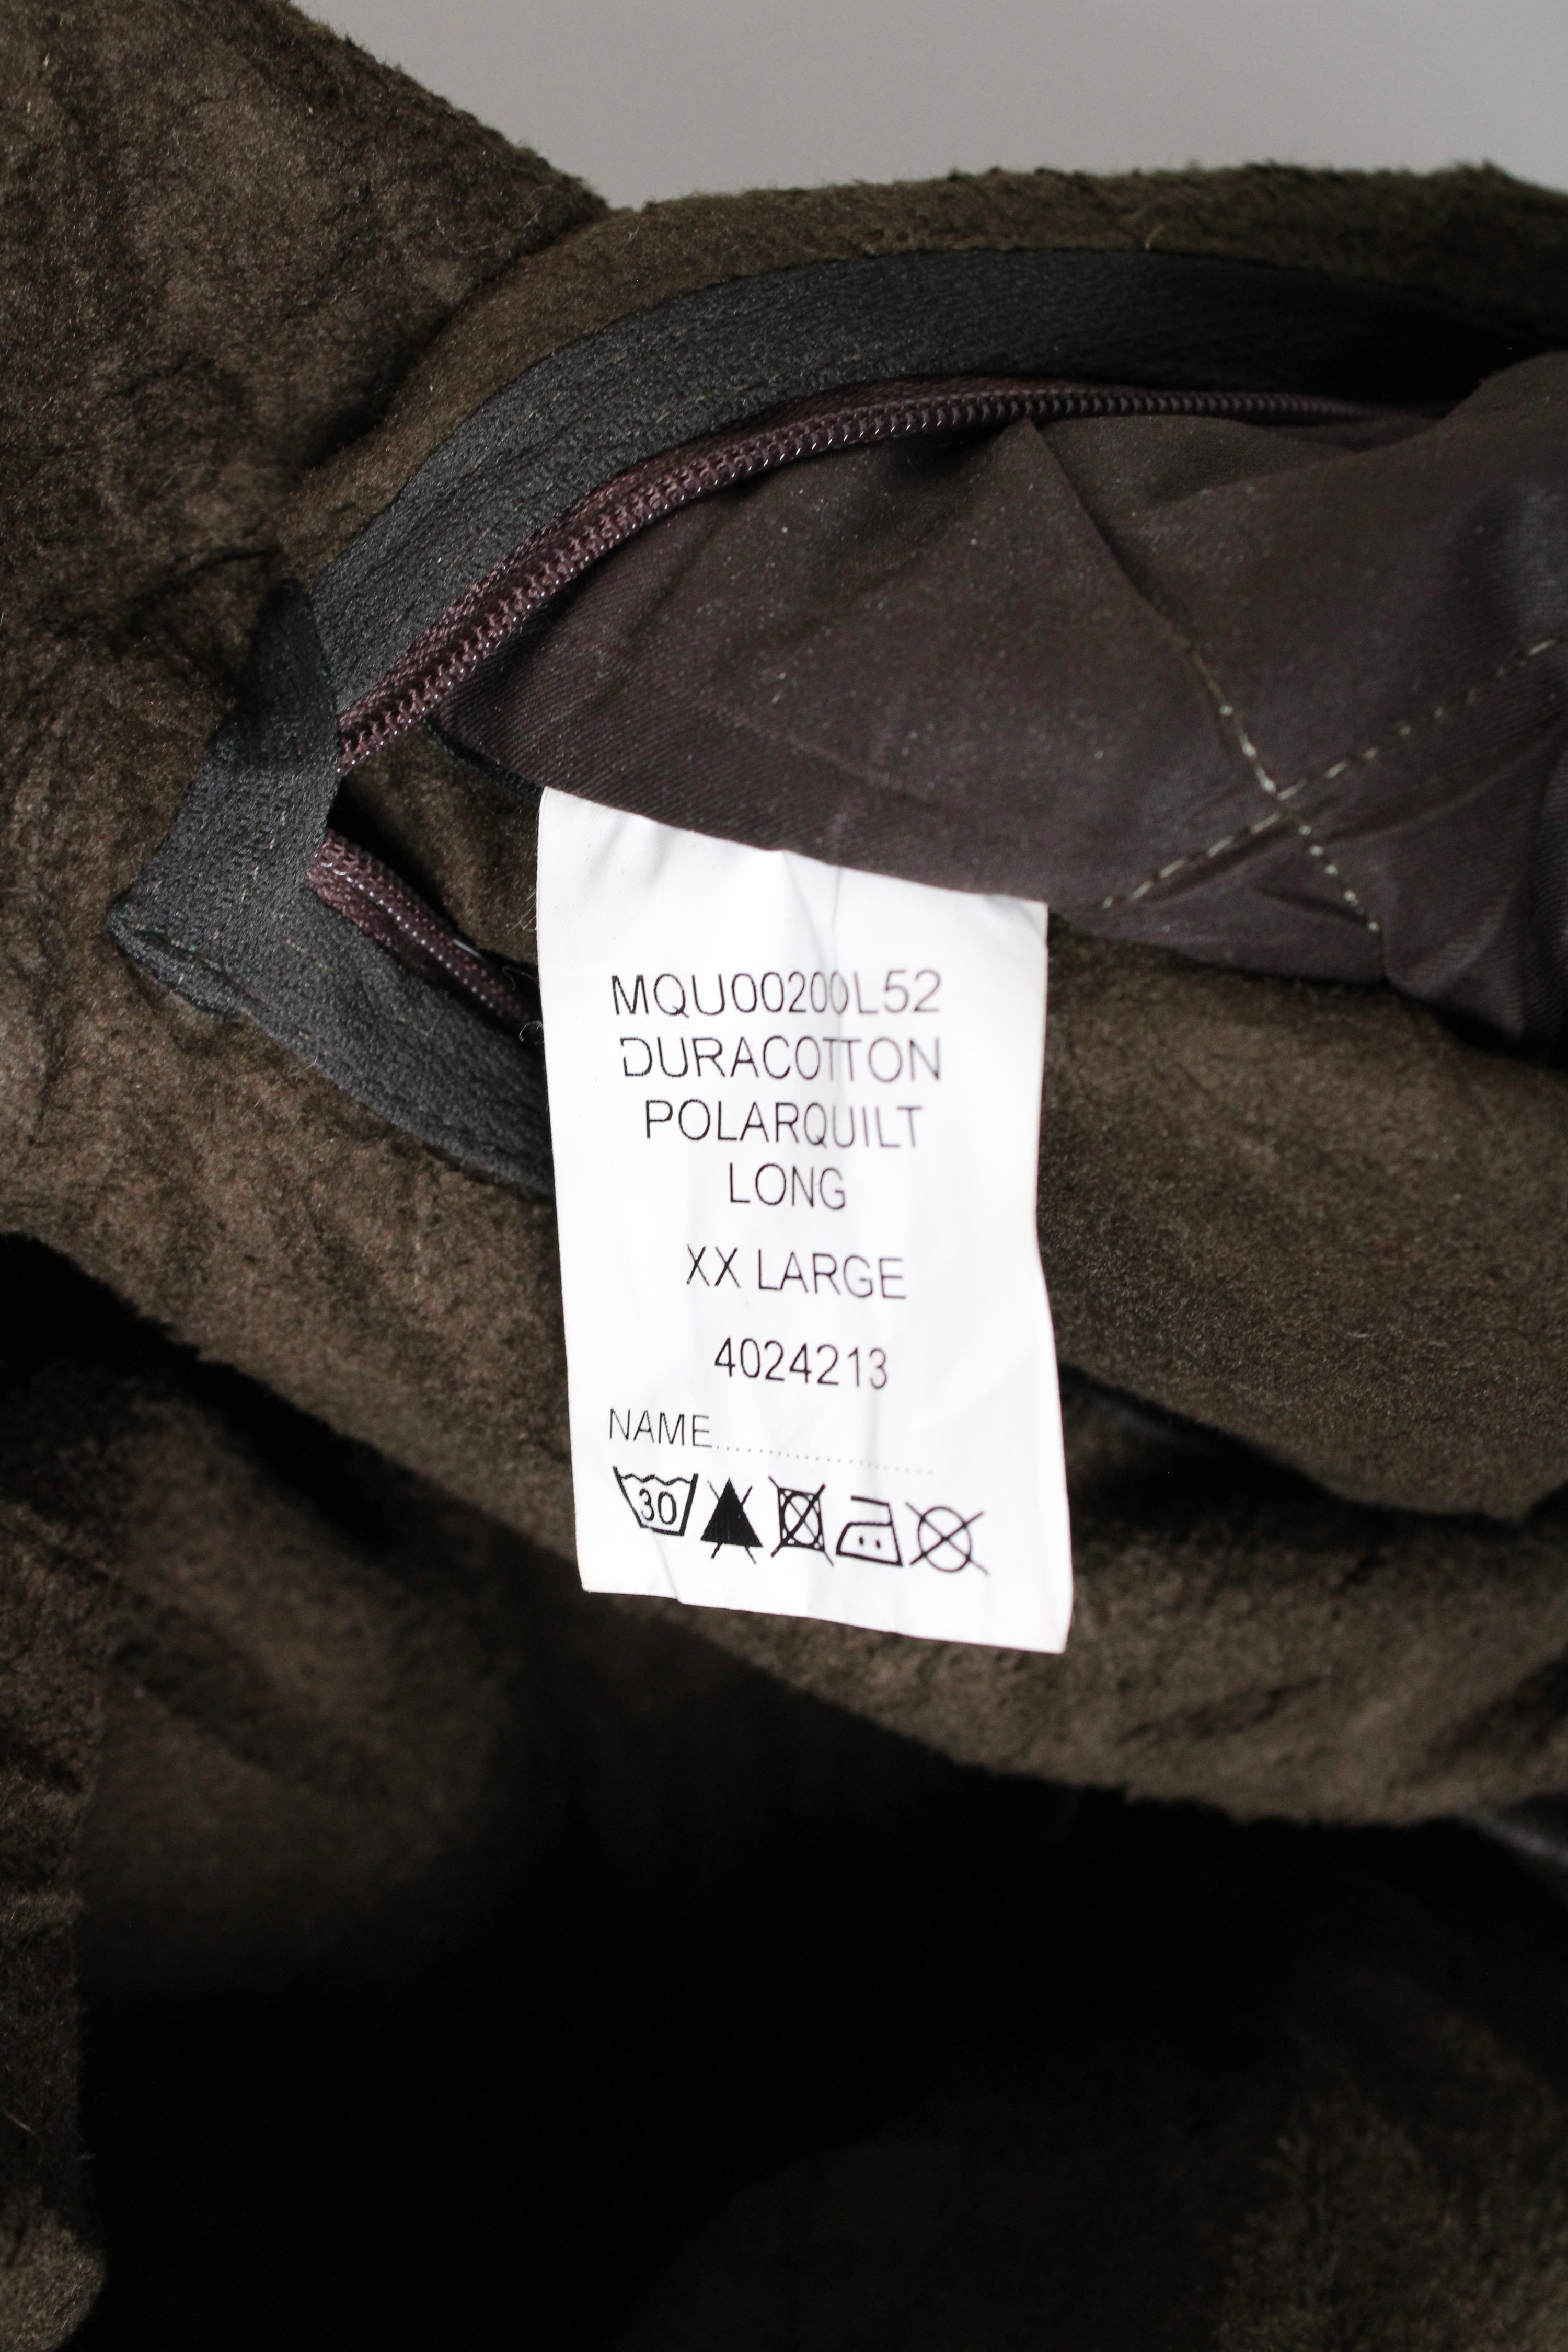 MQU00200L52
DURACOTTON
POLARQUILT
LONG
XX LARGE
4024213
NAME......................
30